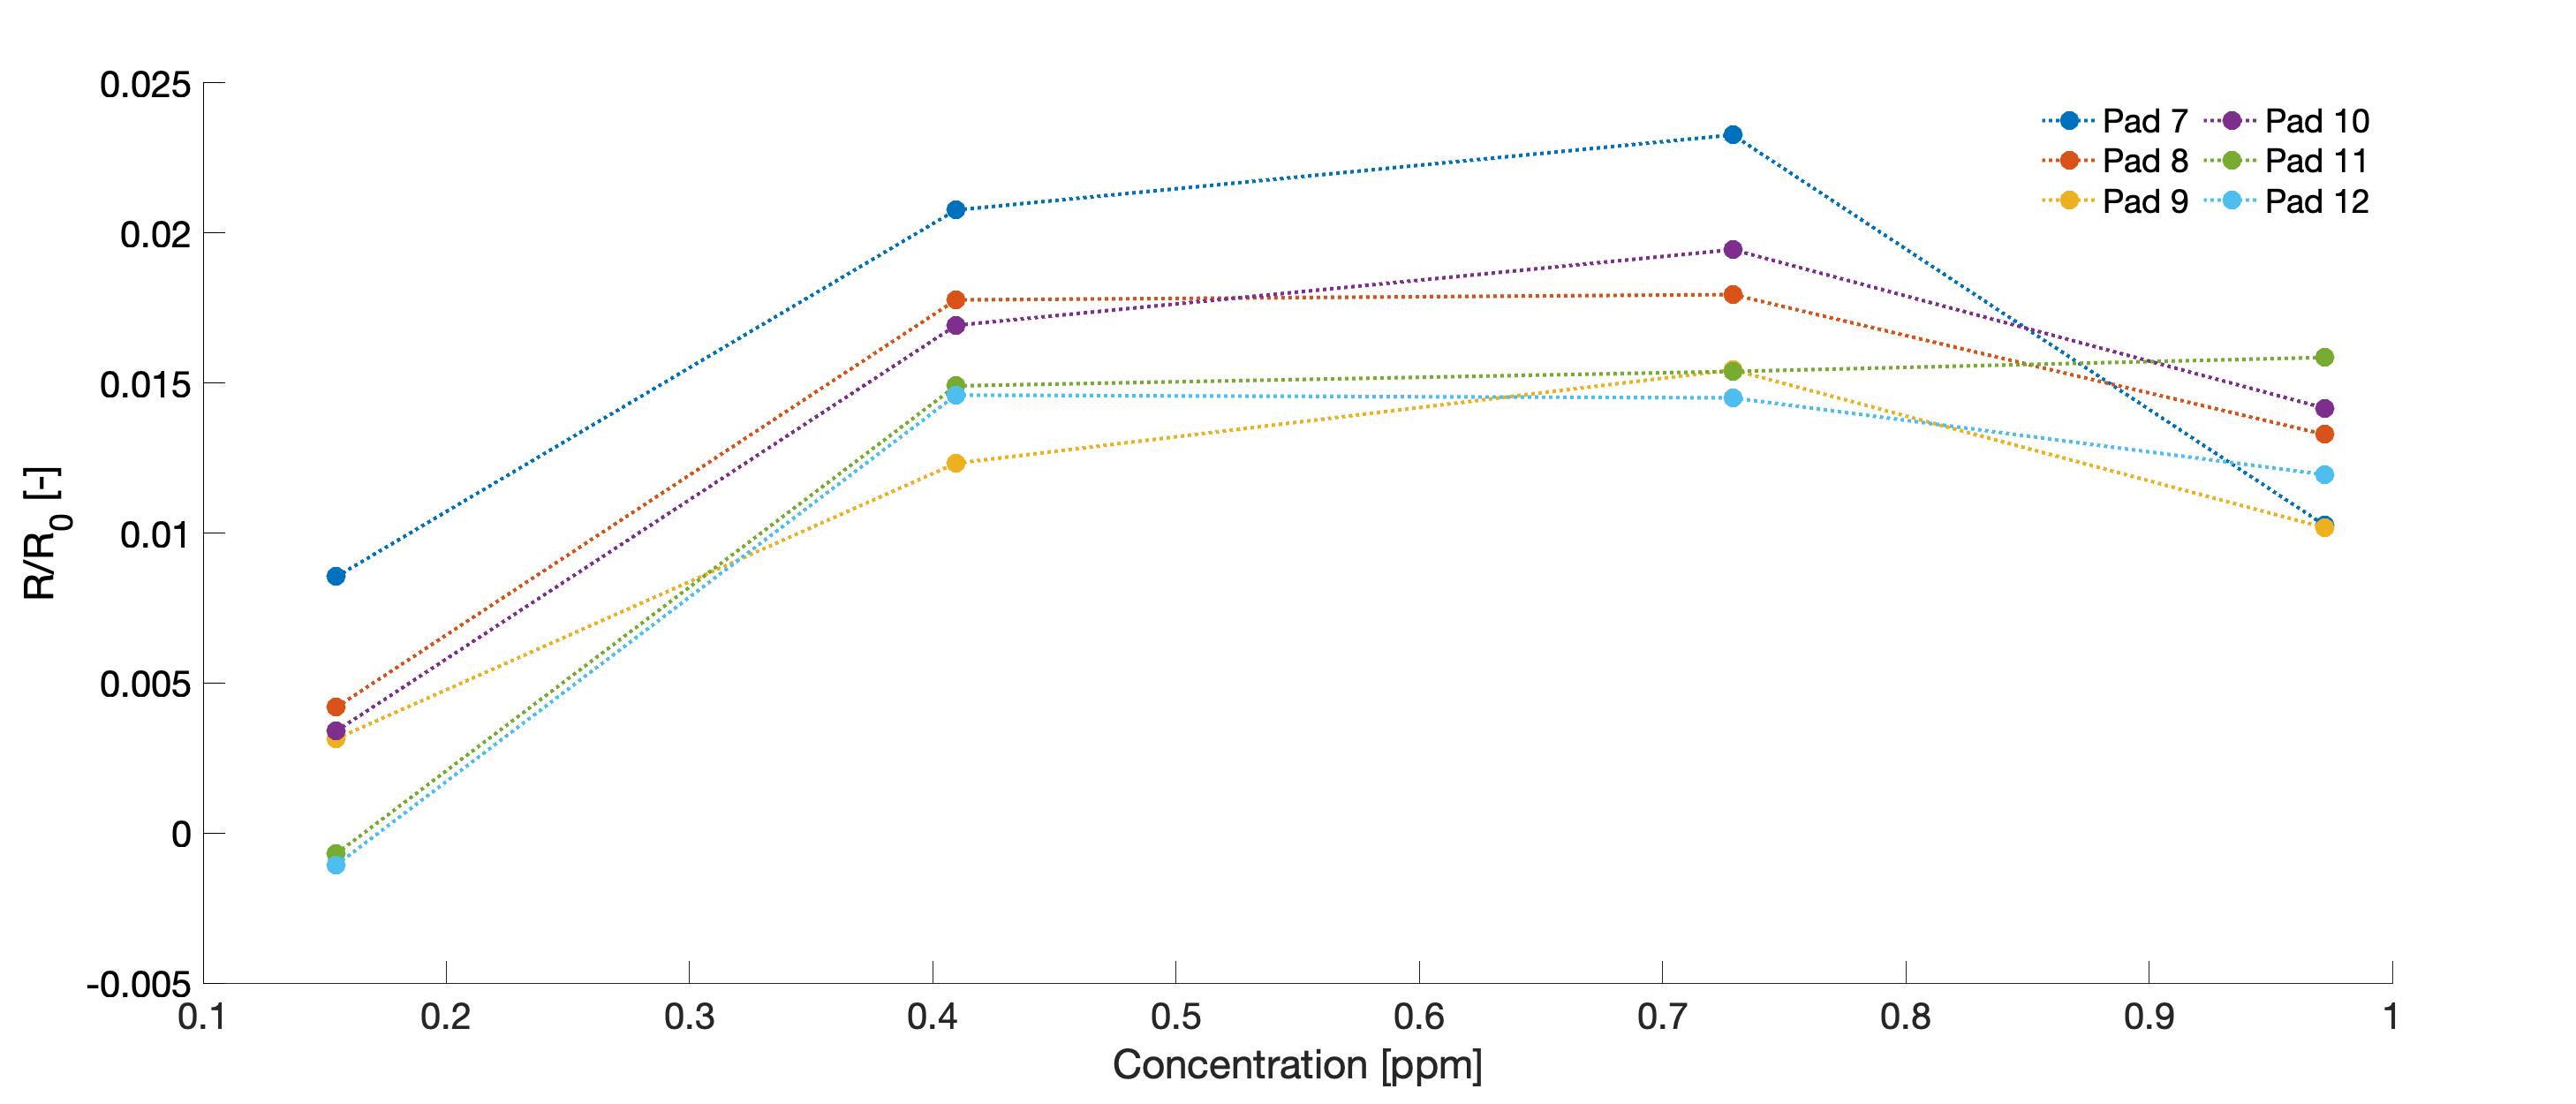 0.025
0.02
0.015
0.01
0.005
0
-0.005
R/R₀ [-]
0.1 0.2 0.3 0.4 0.5 0.6 0.7 0.8 0.9 1
Concentration [ppm]
Pad 7 Pad 10
Pad 8 Pad 11
Pad 9 Pad 12